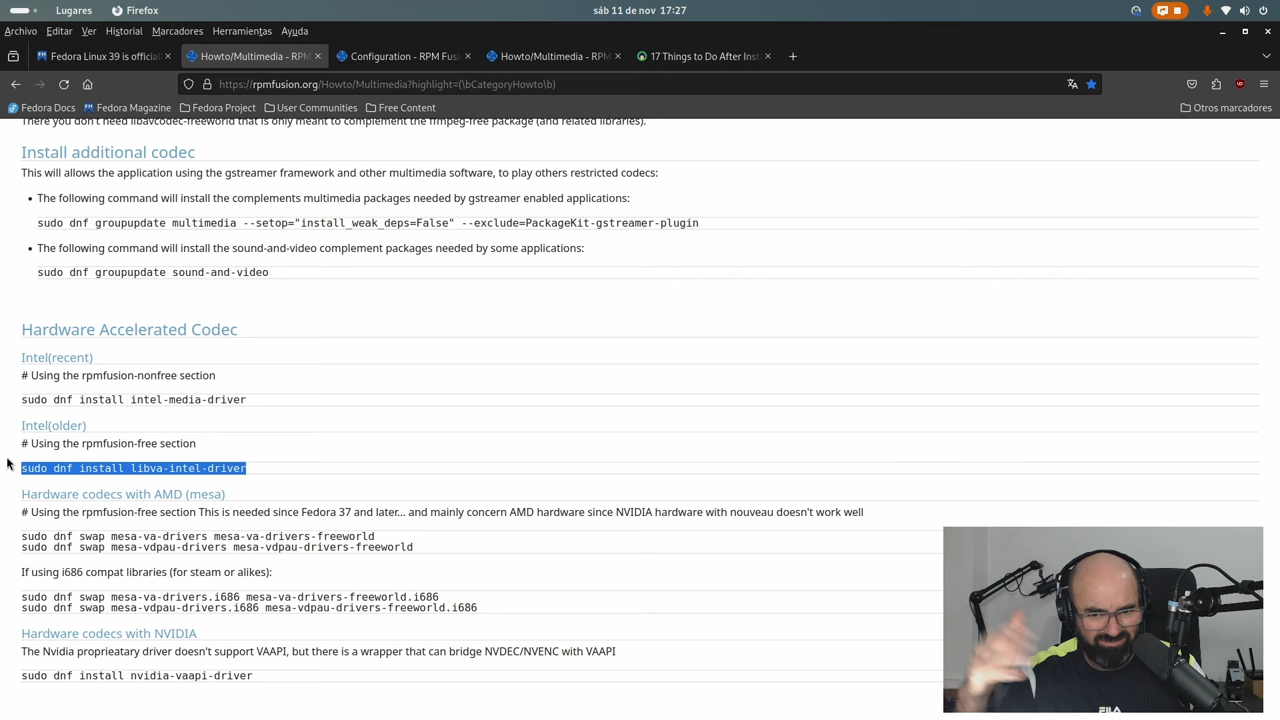 Lugares
Firefox
sáb 11 de nov 17:27
Archivo Editar Ver Historial Marcadores Herramientas Ayuda
Fedora Linux 39 is officia
Howto/Multimedia - RPM
Configuration - RPM Fus
Howto/Multimedia - RPM
17 Things to Do After Inst
https://rpmfusion.org/Howto/Multimedia?highlight=(\bCategoryHowto\b)
Fedora Docs Fedora Magazine Fedora Project User Communities Free Content Otros marcadores
There you don't need libavcodec-freeworld that is only meant to complement the ffmpeg-free package (and related libraries).
Install additional codec
This will allows the application using the gstreamer framework and other multimedia software, to play others restricted codecs:
• The following command will install the complements multimedia packages needed by gstreamer enabled applications:
sudo dnf groupupdate multimedia --setop="install_weak_deps=False" --exclude=PackageKit-gstreamer-plugin
• The following command will install the sound-and-video complement packages needed by some applications:
sudo dnf groupupdate sound-and-video
Hardware Accelerated Codec
Intel(recent)
# Using the rpmfusion-nonfree section
sudo dnf install intel-media-driver
Intel(older)
# Using the rpmfusion-free section
sudo dnf install libva-intel-driver
Hardware codecs with AMD (mesa)
# Using the rpmfusion-free section This is needed since Fedora 37 and later... and mainly concern AMD hardware since NVIDIA hardware with nouveau doesn't work well
sudo dnf swap mesa-va-drivers mesa-va-drivers-freeworld
sudo dnf swap mesa-vdpau-drivers mesa-vdpau-drivers-freeworld
If using i686 compat libraries (for steam or alikes):
sudo dnf swap mesa-va-drivers.i686 mesa-va-drivers-freeworld.i686
sudo dnf swap mesa-vdpau-drivers.i686 mesa-vdpau-drivers-freeworld.i686
Hardware codecs with NVIDIA
The Nvidia proprieatary driver doesn't support VAAPI, but there is a wrapper that can bridge NVDEC/NVENC with VAAPI
sudo dnf install nvidia-vaapi-driver
FILA